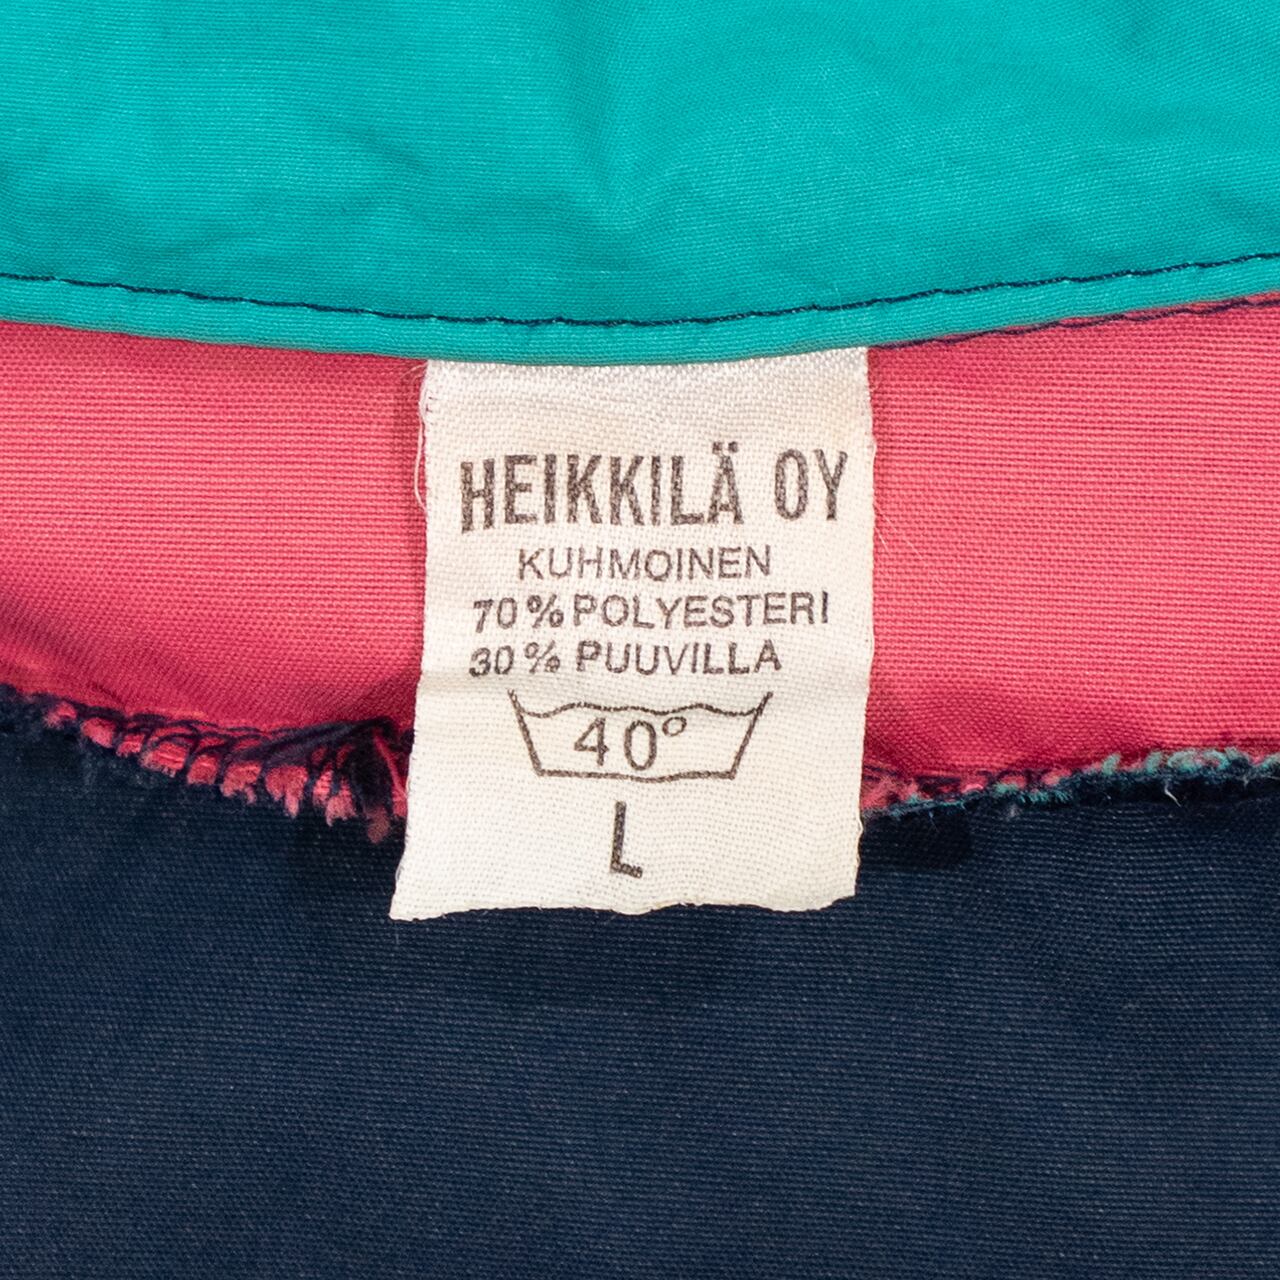 HEIKKILÄ OY
KUHMOINEN
70% POLYESTERI
30% PUUVILLA
40°
L